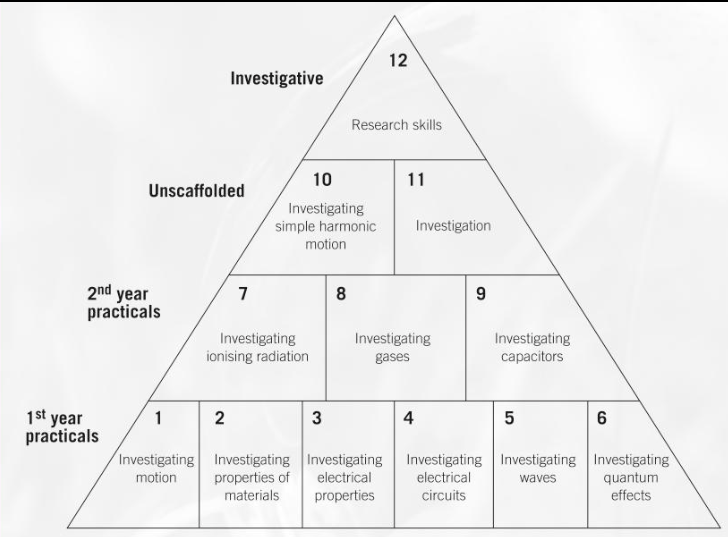 12
Investigative
Research skills
Unscaffolded
10
11
Investigating
simple harmonic
motion
Investigation
2nd year
practicals
7
8
9
Investigating
ionising radiation
Investigating
gases
Investigating
capacitors
1st year
practicals
1
2
3
4
5
6
Investigating
motion
Investigating
properties of
materials
Investigating
electrical
properties
Investigating
electrical
circuits
Investigating
waves
Investigating
quantum
effects